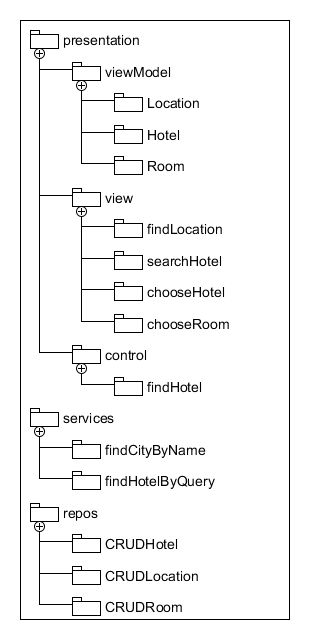 presentation
viewModel
Location
Hotel
Room
view
findLocation
searchHotel
chooseHotel
chooseRoom
control
findHotel
services
findCityByName
findHotelByQuery
repos
CRUDHotel
CRUDLocation
CRUDRoom